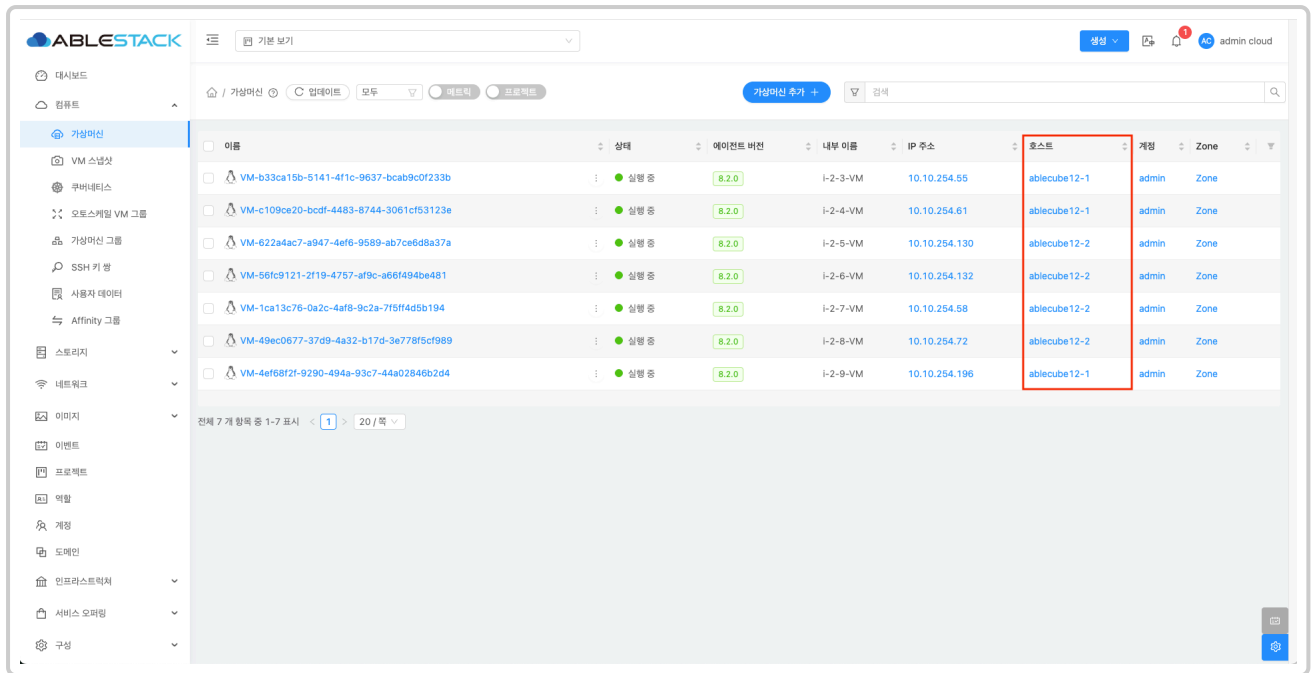 ABLESTACK
기본 보기
생성
1
AC admin cloud
대시보드
컴퓨트
가상머신
VM 스냅샷
쿠버네티스
오토스케일 VM 그룹
가상머신 그룹
SSH 키 쌍
사용자 데이터
Affinity 그룹
스토리지
네트워크
이미지
이벤트
프로젝트
역할
계정
도메인
인프라스트럭쳐
서비스 오퍼링
구성
/ 가상머신 업데이트 모두 메트릭 프로젝트 가상머신 추가 + 검색
이름 상태 에이전트 버전 내부 이름 IP 주소 호스트 계정 Zone
VM-b33ca15b-5141-4f1c-9637-bcab9c0f233b 실행 중 8.2.0 i-2-3-VM 10.10.254.55 ablecube12-1 admin Zone
VM-c109ce20-bcdf-4483-8744-3061cf53123e 실행 중 8.2.0 i-2-4-VM 10.10.254.61 ablecube12-1 admin Zone
VM-622a4ac7-a947-4ef6-9589-ab7ce6d8a37a 실행 중 8.2.0 i-2-5-VM 10.10.254.130 ablecube12-2 admin Zone
VM-56fc9121-2f19-4757-af9c-a66f494be481 실행 중 8.2.0 i-2-6-VM 10.10.254.132 ablecube12-2 admin Zone
VM-1ca13c76-0a2c-4af8-9c2a-7f5ff4d5b194 실행 중 8.2.0 i-2-7-VM 10.10.254.58 ablecube12-2 admin Zone
VM-49ec0677-37d9-4a32-b17d-3e778f5cf989 실행 중 8.2.0 i-2-8-VM 10.10.254.72 ablecube12-2 admin Zone
VM-4ef68f2f-9290-494a-93c7-44a02846b2d4 실행 중 8.2.0 i-2-9-VM 10.10.254.196 ablecube12-1 admin Zone
전체 7 개 항목 중 1-7 표시 < 1 > 20 / 쪽